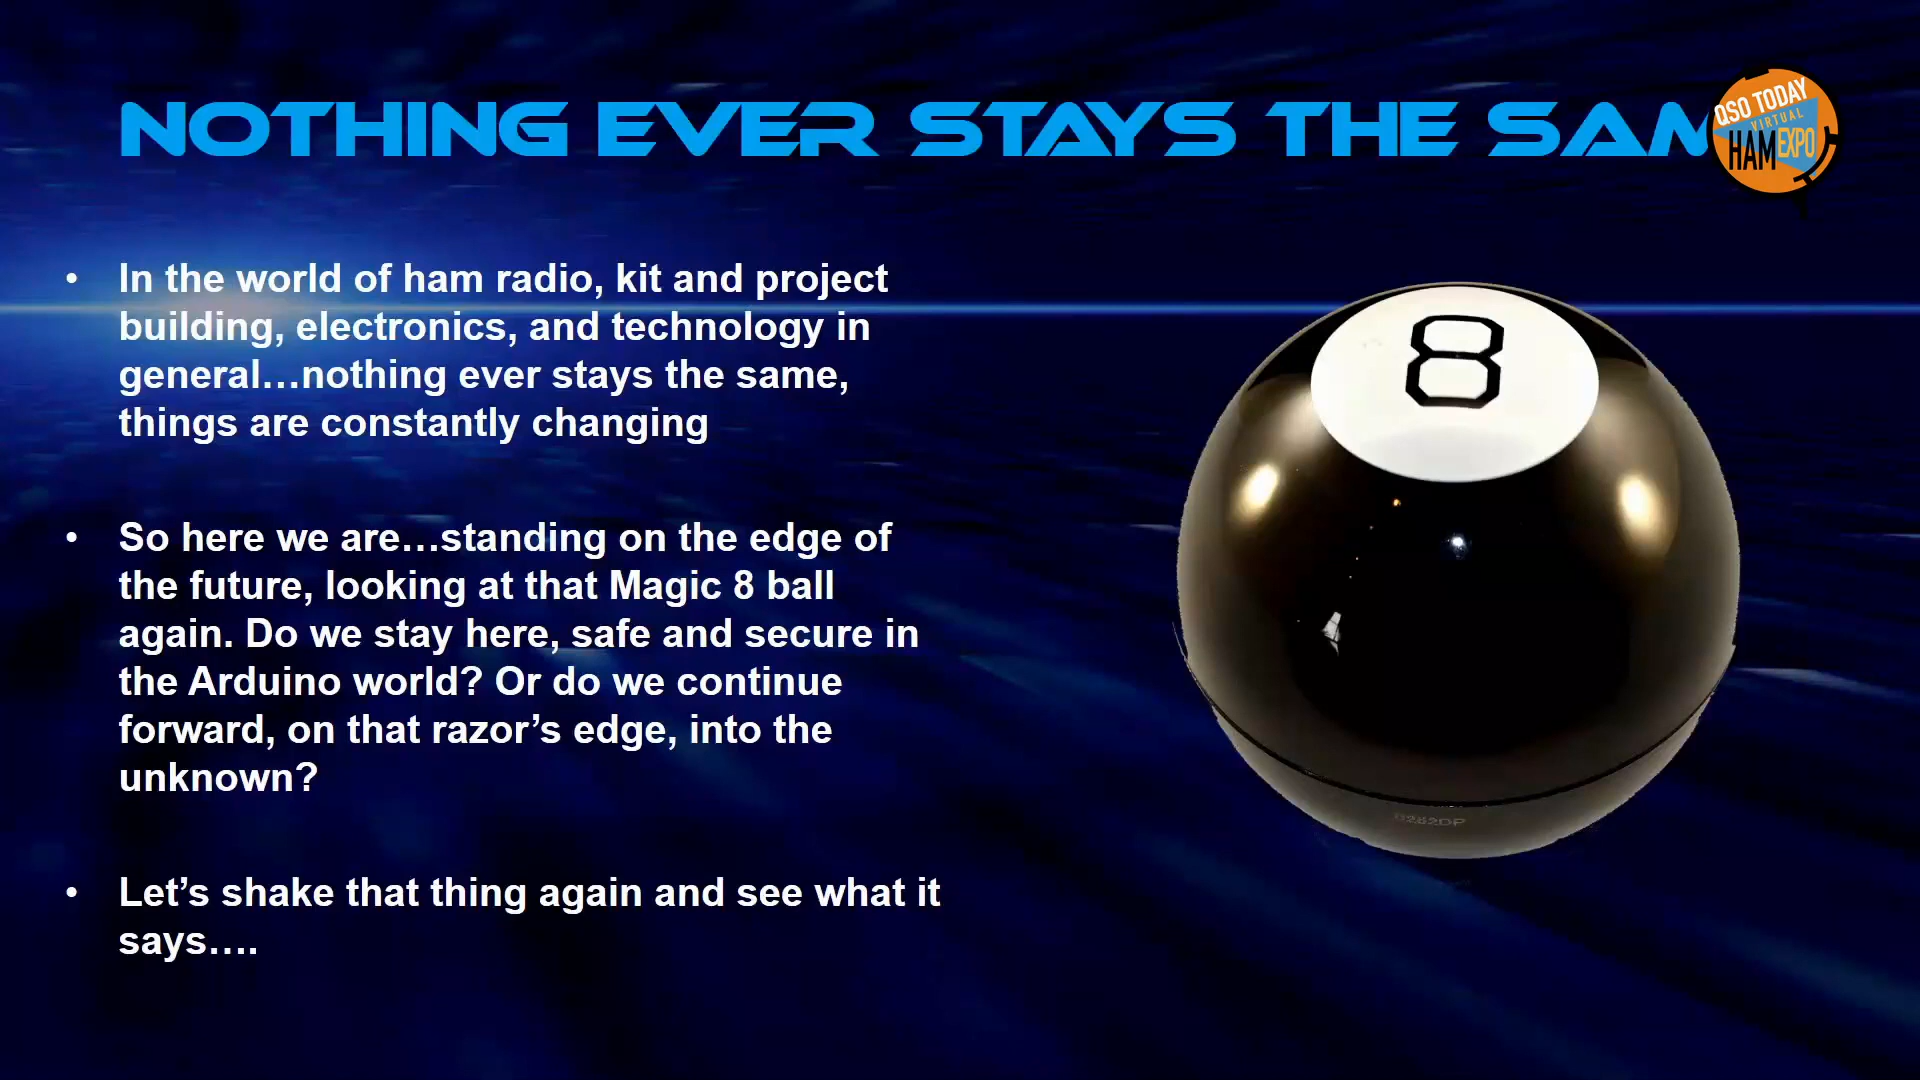 NOTHING EVER STAYS THE SAM
QSO TODAY
VIRTUAL
HAM EXPO
• In the world of ham radio, kit and project
building, electronics, and technology in
general…nothing ever stays the same,
things are constantly changing
• So here we are…standing on the edge of
the future, looking at that Magic 8 ball
again. Do we stay here, safe and secure in
the Arduino world? Or do we continue
forward, on that razor’s edge, into the
unknown?
• Let’s shake that thing again and see what it
says….
8